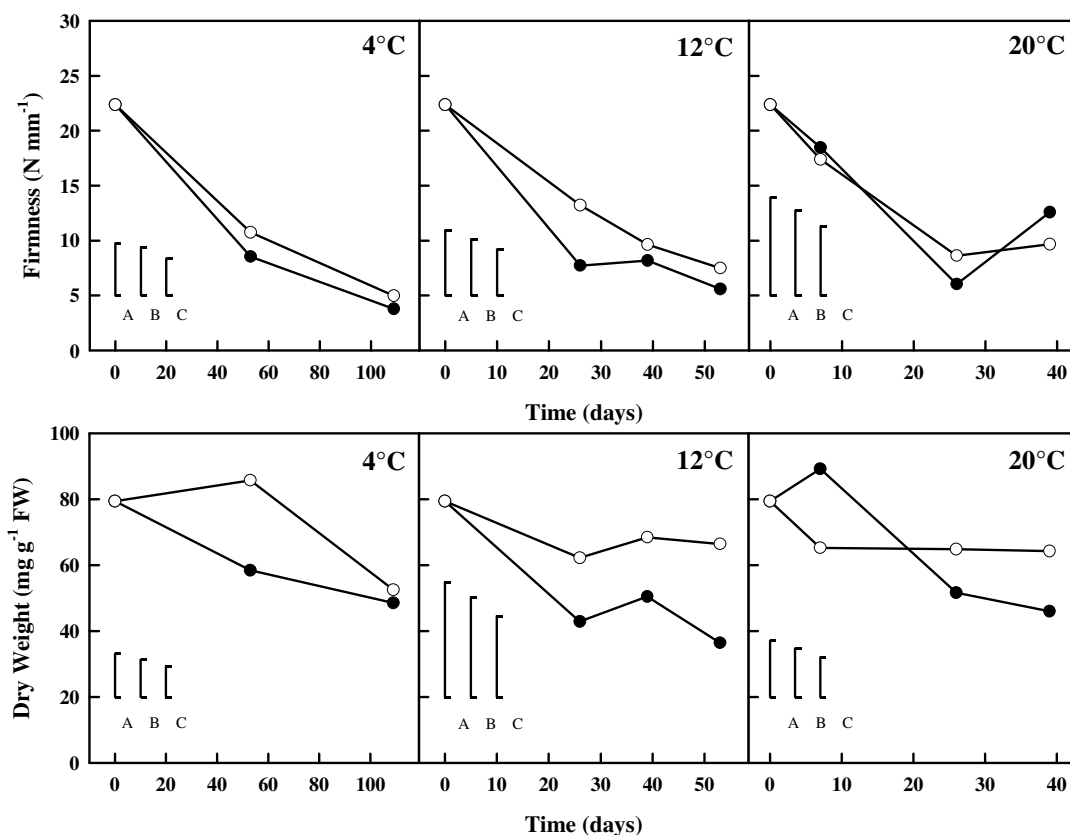 30
25
20
15
10
5
0
Firmness (N mm⁻¹)
4°C
12°C
20°C
A B C
A B C
A B C
0 20 40 60 80 100
0 10 20 30 40 50
0 10 20 30 40
Time (days)
100
80
60
40
20
0
Dry Weight (mg g⁻¹ FW)
4°C
12°C
20°C
A B C
A B C
A B C
0 20 40 60 80 100
0 10 20 30 40 50
0 10 20 30 40
Time (days)